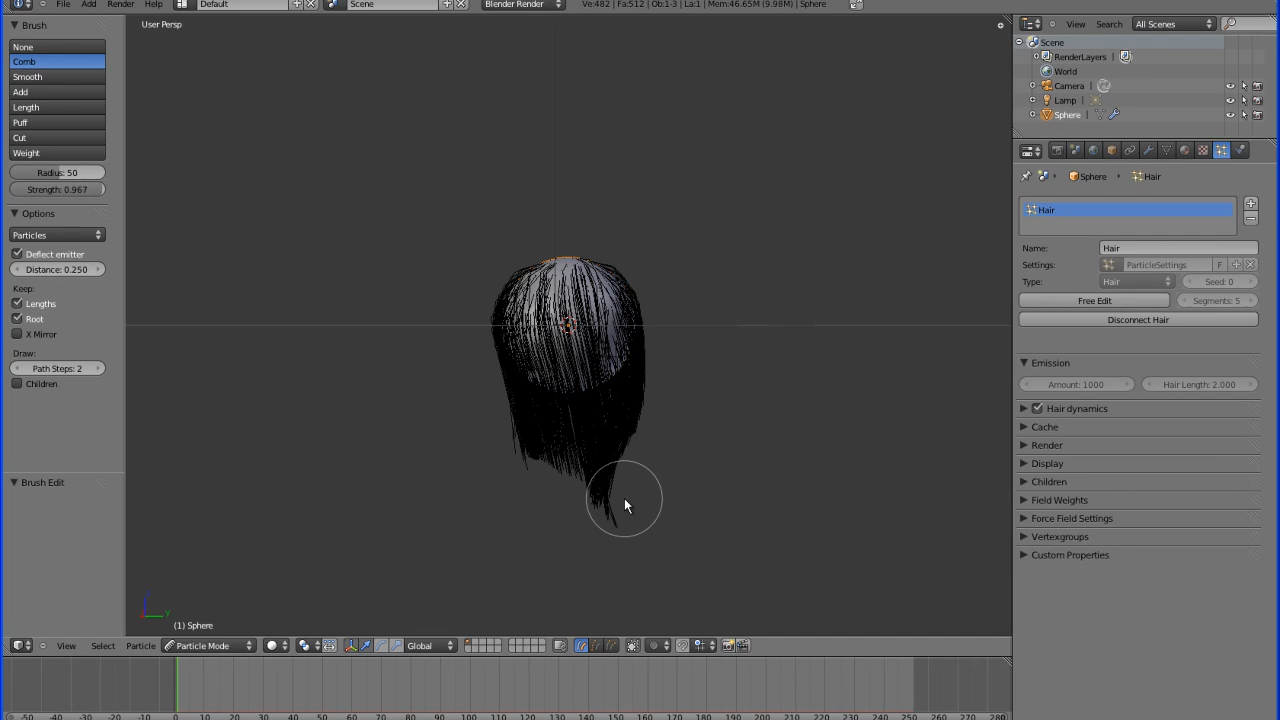 File Add Render Help Default Scene Blender Render Ve:482 | Fa:512 | Ob:1-3 | La:1 | Mem:46.65M (9.98M) | Sphere
Brush
None
Comb
Smooth
Add
Length
Puff
Cut
Weight
Radius: 50
Strength: 0.967
Options
Particles
Deflect emitter
Distance: 0.250
Keep:
Lengths
Root
X Mirror
Draw:
Path Steps: 2
Children
Brush Edit
User Persp
(1) Sphere
View Select Particle Particle Mode Global
-50 -40 -30 -20 -10 0 10 20 30 40 50 60 70 80 90 100 110 120 130 140 150 160 170 180 190 200 210 220 230 240 250 260 270 280
View Search All Scenes
Scene
RenderLayers |
World
Camera |
Lamp |
Sphere |
Sphere Hair
Hair
Name: Hair
Settings: ParticleSettings F
Type: Hair Seed: 0
Free Edit Segments: 5
Disconnect Hair
Emission
Amount: 1000 Hair Length: 2.000
Hair dynamics
Cache
Render
Display
Children
Field Weights
Force Field Settings
Vertexgroups
Custom Properties